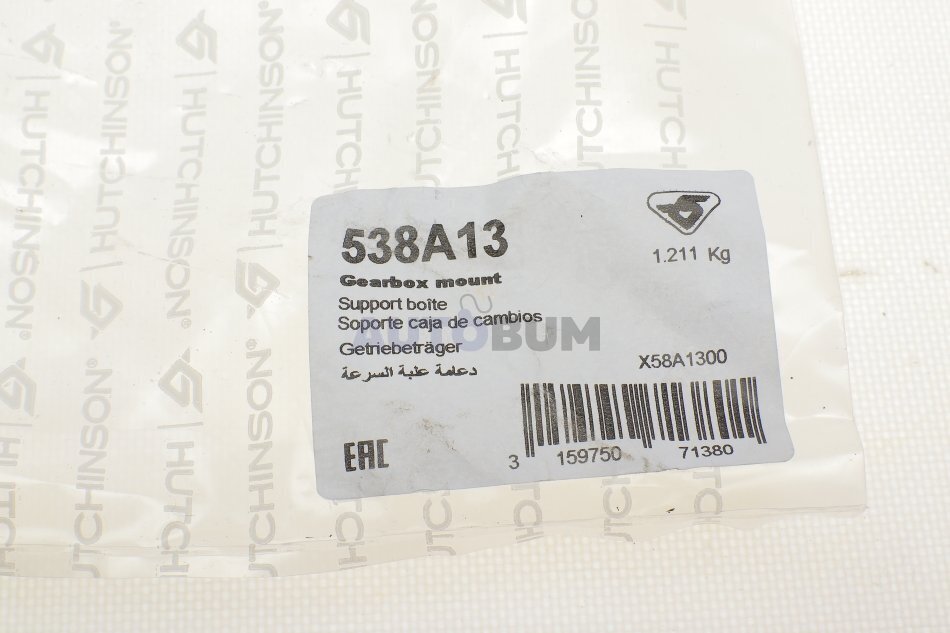 HUTCHINSON®
538A13
1.211 Kg
Gearbox mount
Support boîte
Soporte caja de cambios
AUTOBUM
Getriebeträger
X58A1300
دعامة علبة السرعة
EAC
3 159750 71380